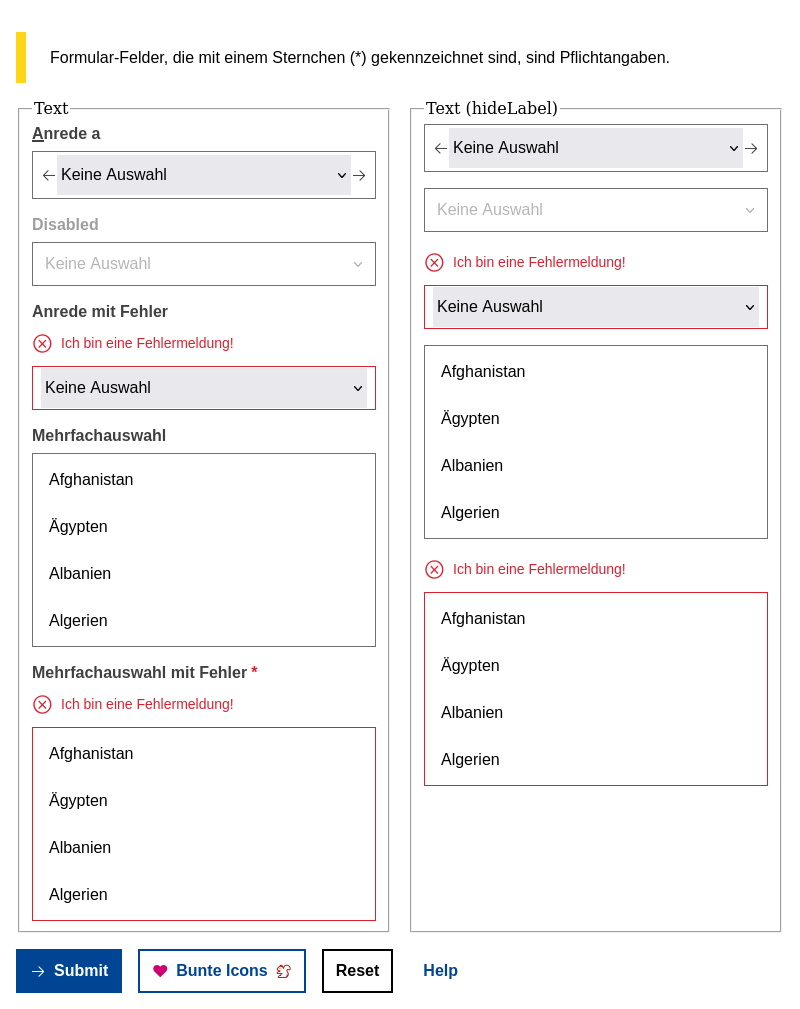 Formular-Felder, die mit einem Sternchen (*) gekennzeichnet sind, sind Pflichtangaben.
Text
Anrede a
Keine Auswahl
Disabled
Keine Auswahl
Anrede mit Fehler
Ich bin eine Fehlermeldung!
Keine Auswahl
Mehrfachauswahl
Afghanistan
Ägypten
Albanien
Algerien
Mehrfachauswahl mit Fehler *
Ich bin eine Fehlermeldung!
Afghanistan
Ägypten
Albanien
Algerien
Text (hideLabel)
Keine Auswahl
Keine Auswahl
Ich bin eine Fehlermeldung!
Keine Auswahl
Afghanistan
Ägypten
Albanien
Algerien
Ich bin eine Fehlermeldung!
Afghanistan
Ägypten
Albanien
Algerien
Submit
Bunte Icons
Reset
Help